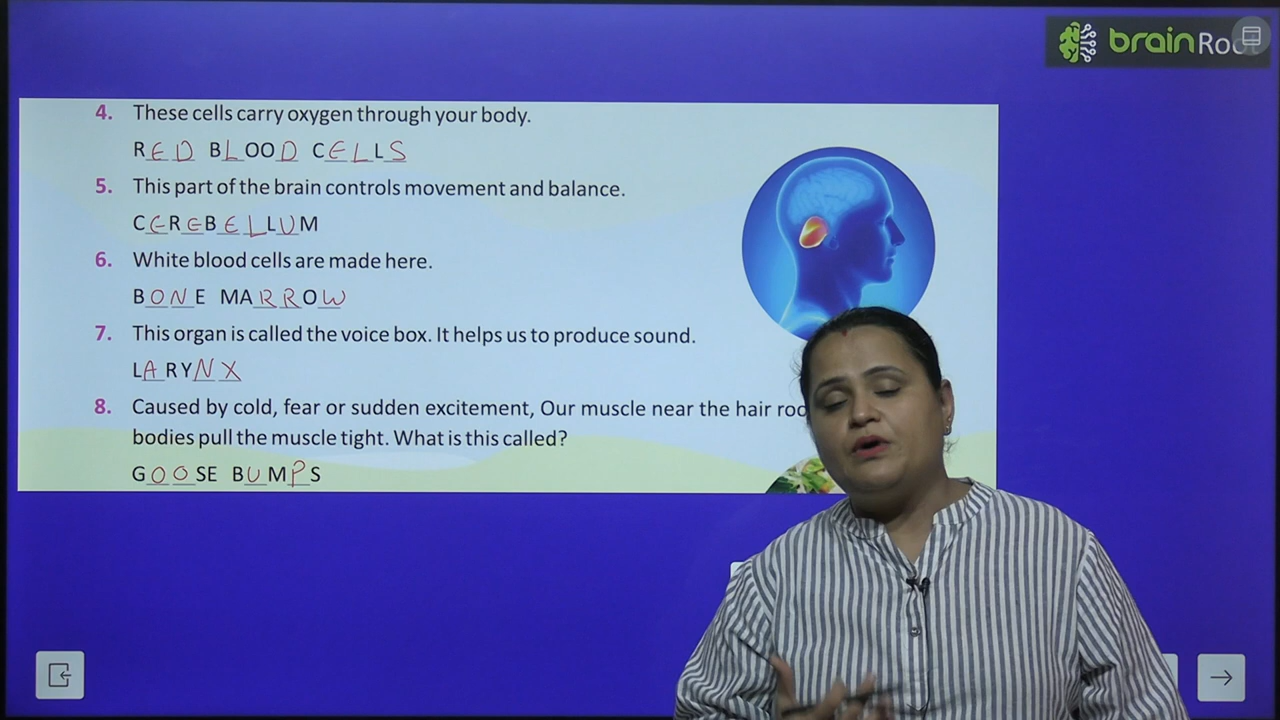 brainRo
4. These cells carry oxygen through your body.
RED BLOOD CELLS
5. This part of the brain controls movement and balance.
CEREBELLUM
6. White blood cells are made here.
BONE MARROW
7. This organ is called the voice box. It helps us to produce sound.
LARYNX
8. Caused by cold, fear or sudden excitement, Our muscle near the hair roo
bodies pull the muscle tight. What is this called?
GOOSE BUMPS